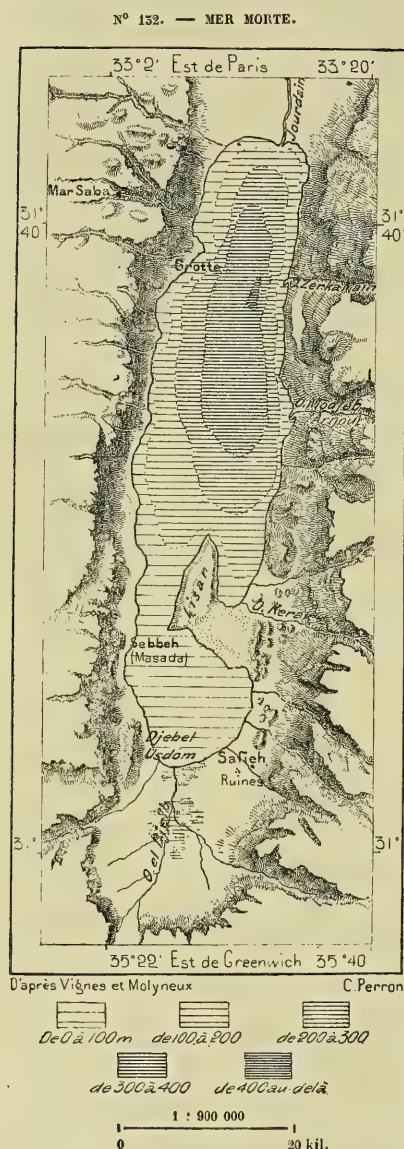 N° 132. — MER MORTE.
33°2' Est de Paris 33°20'
Jourdain
Mar Saba
31°
40'
31°
40'
Grotte
O. Zerka Maïn
O. Modjeb
Arnon
LISAN
O. Kerak
Sebbeh
(Masada)
Djebel
Usdom
Safieh
Ruines
31°
31°
35°22' Est de Greenwich 35°40'
D'après Vignes et Molyneux C. Perron
De 0 à 100m de 100 à 200 de 200 à 300
de 300 à 400 de 400 au-delà
1 : 900 000
0 20 kil.